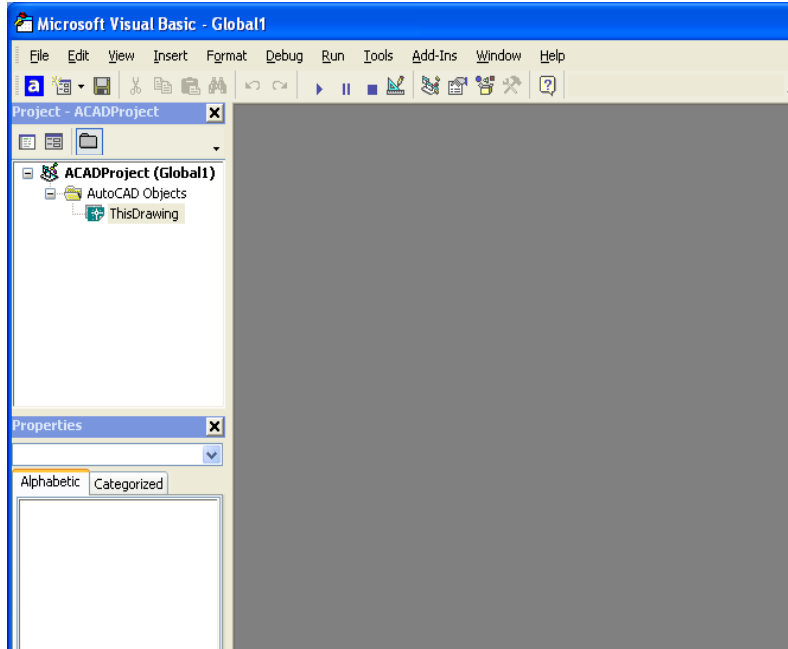 Microsoft Visual Basic - Global1
File Edit View Insert Format Debug Run Tools Add-Ins Window Help
a
Project - ACADProject
ACADProject (Global1)
AutoCAD Objects
ThisDrawing
Properties
Alphabetic Categorized